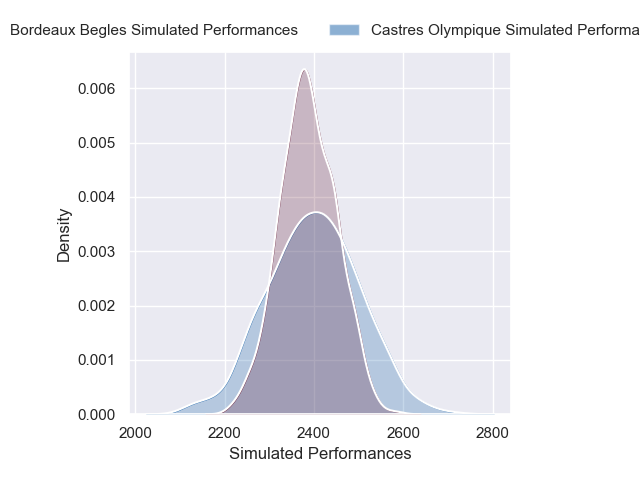 Bordeaux Begles Simulated Performances Castres Olympique Simulated Performa
0.006
0.005
0.004
0.003
0.002
0.001
0.000
Density
2000 2200 2400 2600 2800
Simulated Performances